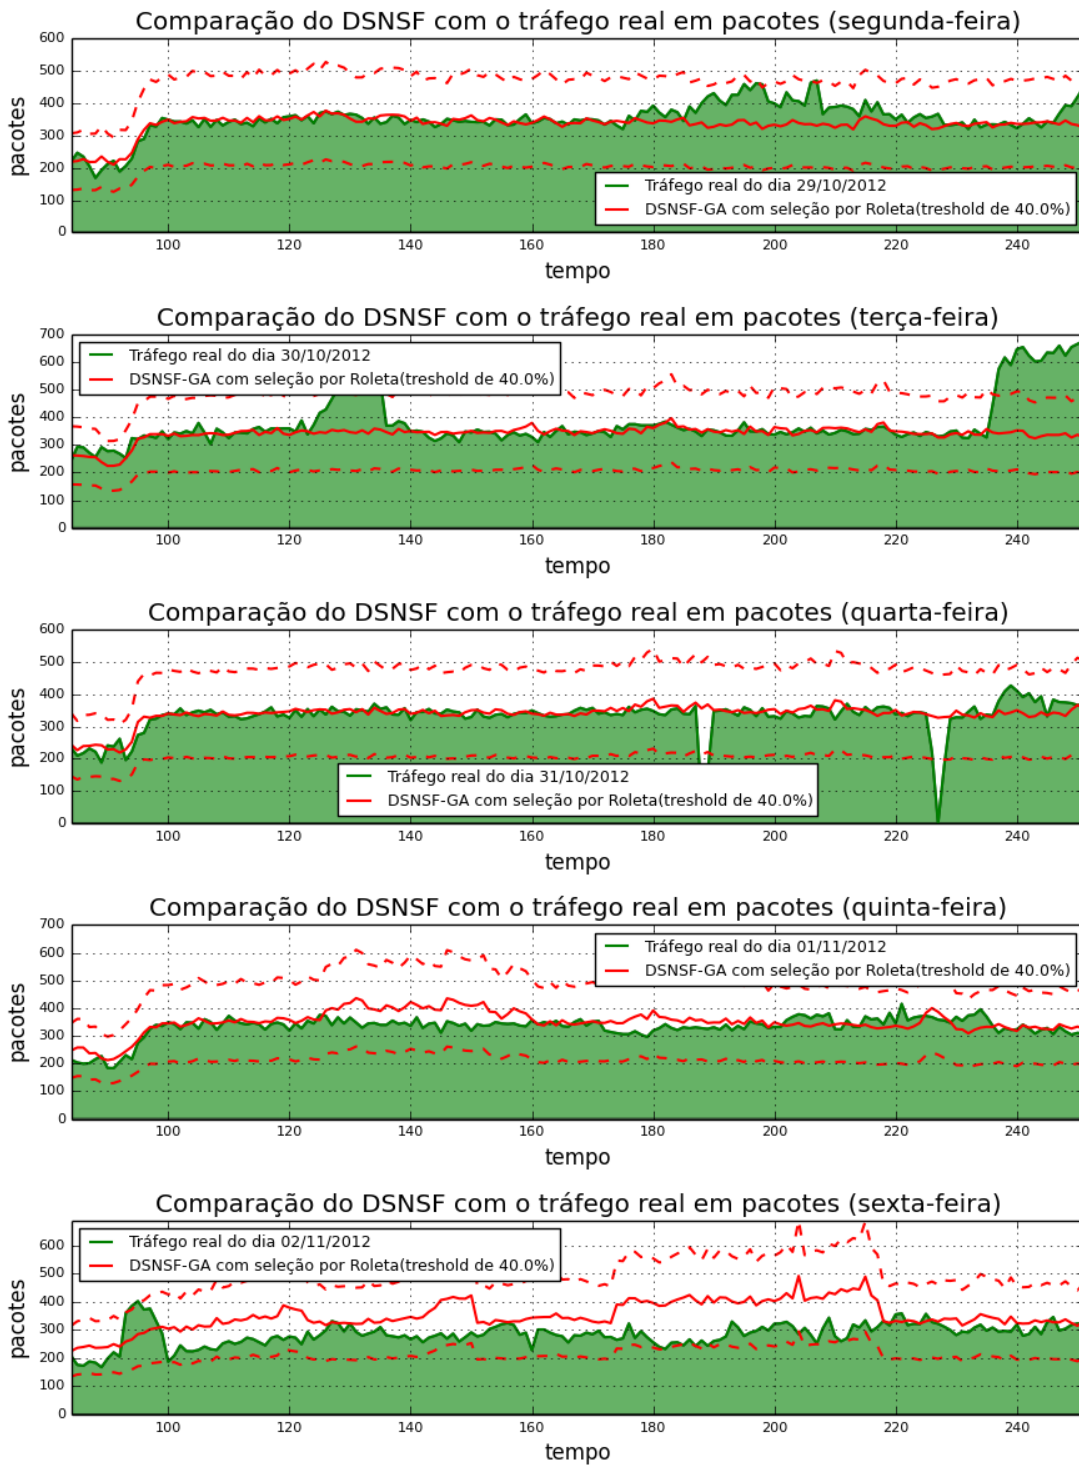 Comparação do DSNSF com o tráfego real em pacotes (segunda-feira)
600
500
400
300
200
100
0
pacotes
Tráfego real do dia 29/10/2012
DSNSF-GA com seleção por Roleta(treshold de 40.0%)
100 120 140 160 180 200 220 240
tempo
Comparação do DSNSF com o tráfego real em pacotes (terça-feira)
700
600
500
400
300
200
100
0
pacotes
Tráfego real do dia 30/10/2012
DSNSF-GA com seleção por Roleta(treshold de 40.0%)
100 120 140 160 180 200 220 240
tempo
Comparação do DSNSF com o tráfego real em pacotes (quarta-feira)
600
500
400
300
200
100
0
pacotes
Tráfego real do dia 31/10/2012
DSNSF-GA com seleção por Roleta(treshold de 40.0%)
100 120 140 160 180 200 220 240
tempo
Comparação do DSNSF com o tráfego real em pacotes (quinta-feira)
700
600
500
400
300
200
100
0
pacotes
Tráfego real do dia 01/11/2012
DSNSF-GA com seleção por Roleta(treshold de 40.0%)
100 120 140 160 180 200 220 240
tempo
Comparação do DSNSF com o tráfego real em pacotes (sexta-feira)
600
500
400
300
200
100
0
pacotes
Tráfego real do dia 02/11/2012
DSNSF-GA com seleção por Roleta(treshold de 40.0%)
100 120 140 160 180 200 220 240
tempo